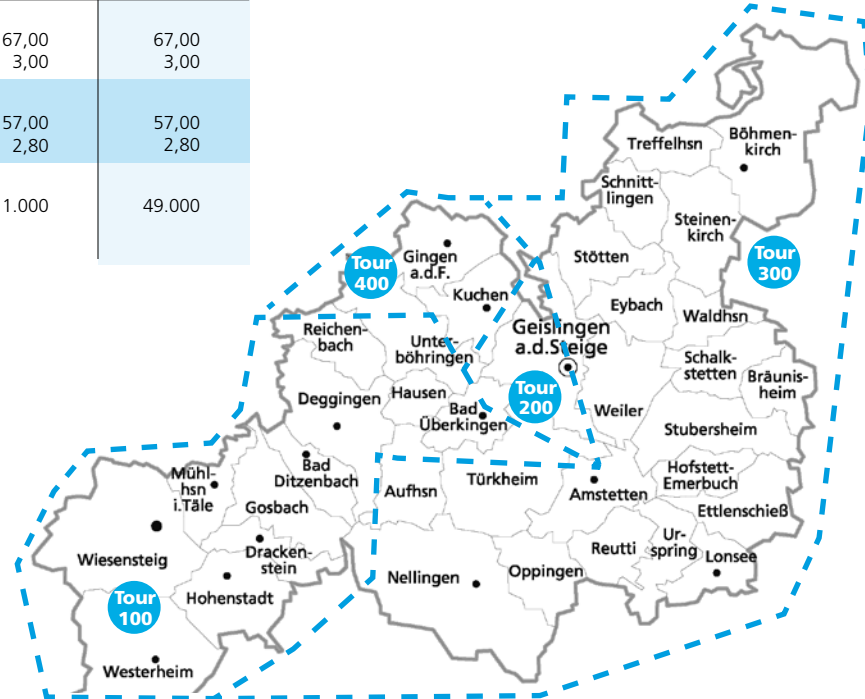 67,00 67,00
3,00 3,00
57,00 57,00
2,80 2,80
1.000 49.000
Treffelhsn
Böhmen-
kirch
Schnitt-
lingen
Steinen-
kirch
Stötten
Tour
300
Tour
400
Gingen
a.d.F.
Kuchen
Eybach
Waldhsn
Geislingen
a.d.Steige
Reichen-
bach
Unter-
böhringen
Schalk-
stetten
Bräunis-
heim
Hausen
Deggingen
Tour
200
Bad
Überkingen
Weiler
Stubersheim
Mühl-
hsn
i.Täle
Bad
Ditzenbach
Gosbach
Aufhsn
Türkheim
Amstetten
Hofstett-
Emerbuch
Ettlenschieß
Wiesensteig
Dracken-
stein
Reutti
Ur-
spring
Lonsee
Nellingen
Oppingen
Hohenstadt
Tour
100
Westerheim